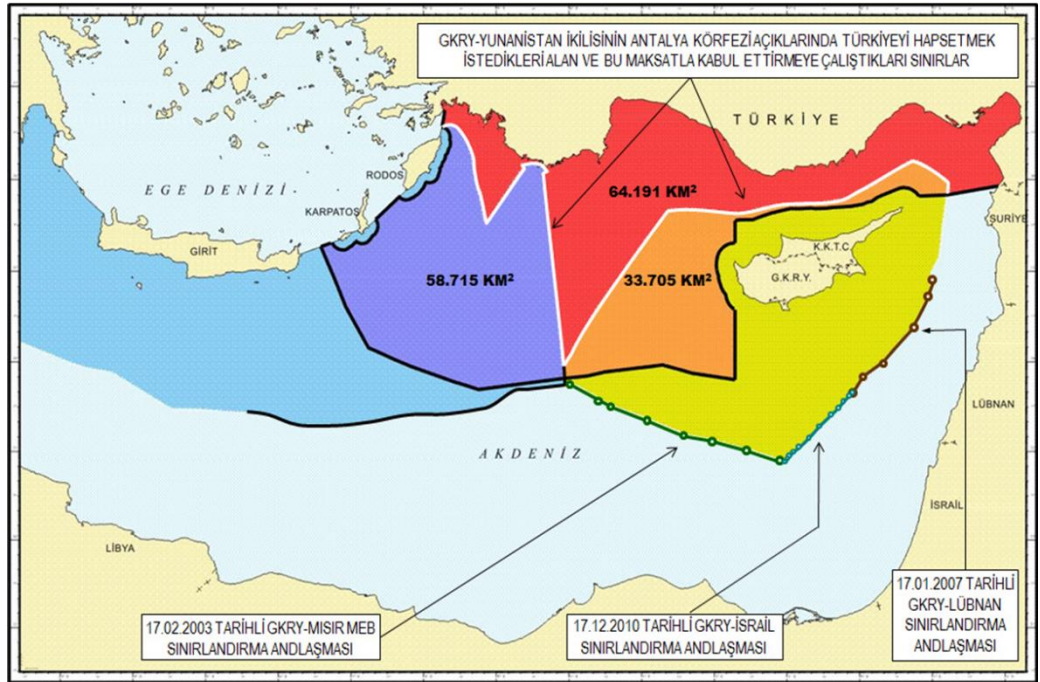 GKRY-YUNANİSTAN İKİLİSİNİN ANTALYA KÖRFEZİ AÇIKLARINDA TÜRKİYEYİ HAPSETMEK
İSTEDİKLERİ ALAN VE BU MAKSATLA KABUL ETTİRMEYE ÇALIŞTIKLARI SINIRLAR
TÜRKİYE
RODOS
EGE DENİZİ
64.191 KM²
KARPATOS
SURİYE
GİRİT
K.K.T.C.
G.K.R.Y.
58.715 KM²
33.705 KM²
LÜBNAN
AKDENİZ
İSRAİL
LİBYA
17.02.2003 TARİHLİ GKRY-MISIR MEB
SINIRLANDIRMA ANDLAŞMASI
17.12.2010 TARİHLİ GKRY-İSRAİL
SINIRLANDIRMA ANDLAŞMASI
17.01.2007 TARİHLİ
GKRY-LÜBNAN
SINIRLANDIRMA
ANDLAŞMASI